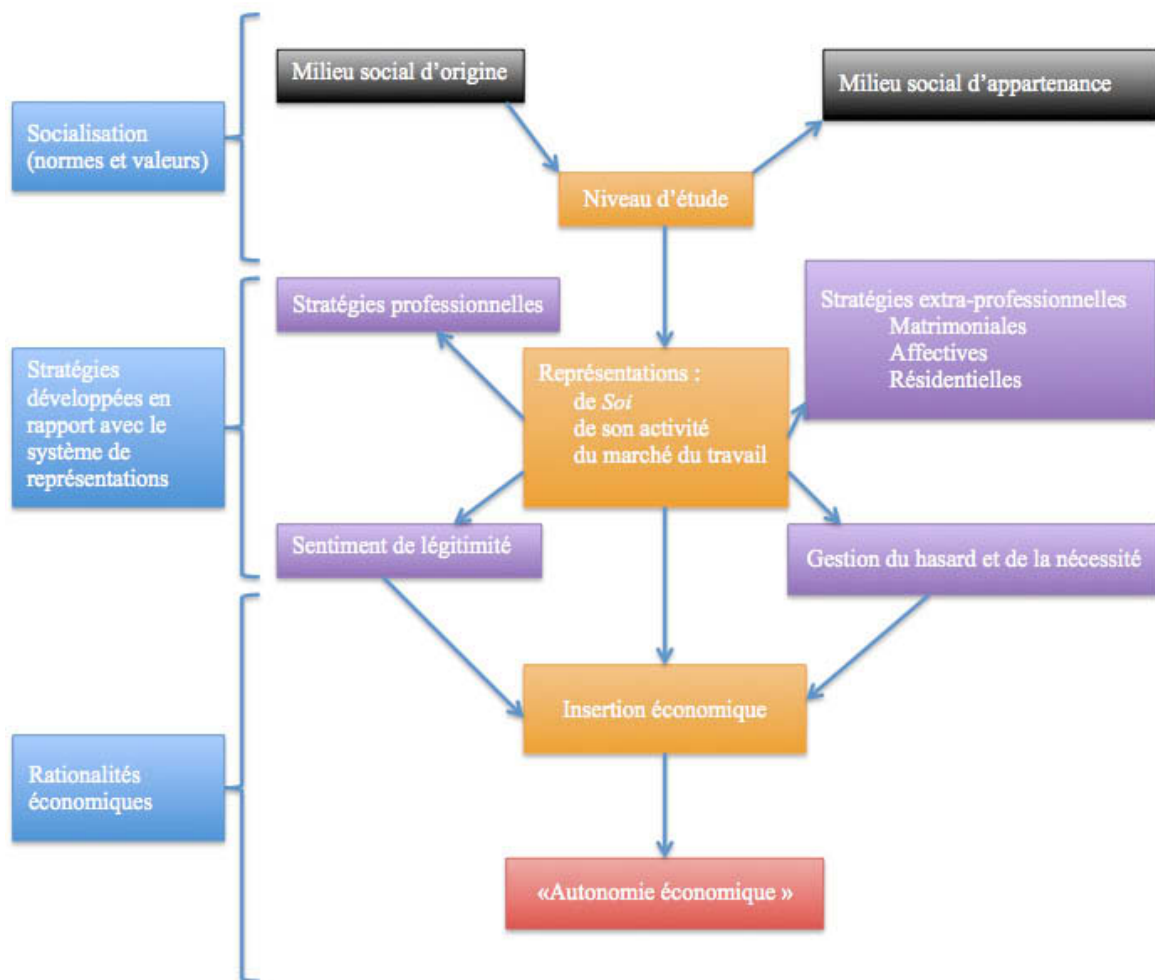 Milieu social d’origine
Milieu social d’appartenance
Socialisation
(normes et valeurs)
Niveau d’étude
Stratégies professionnelles
Stratégies extra-professionnelles
Matrimoniales
Affectives
Résidentielles
Stratégies
développées en
rapport avec le
système de
représentations
Représentations :
de Soi
de son activité
du marché du travail
Sentiment de légitimité
Gestion du hasard et de la nécessité
Insertion économique
Rationalités
économiques
«Autonomie économique »